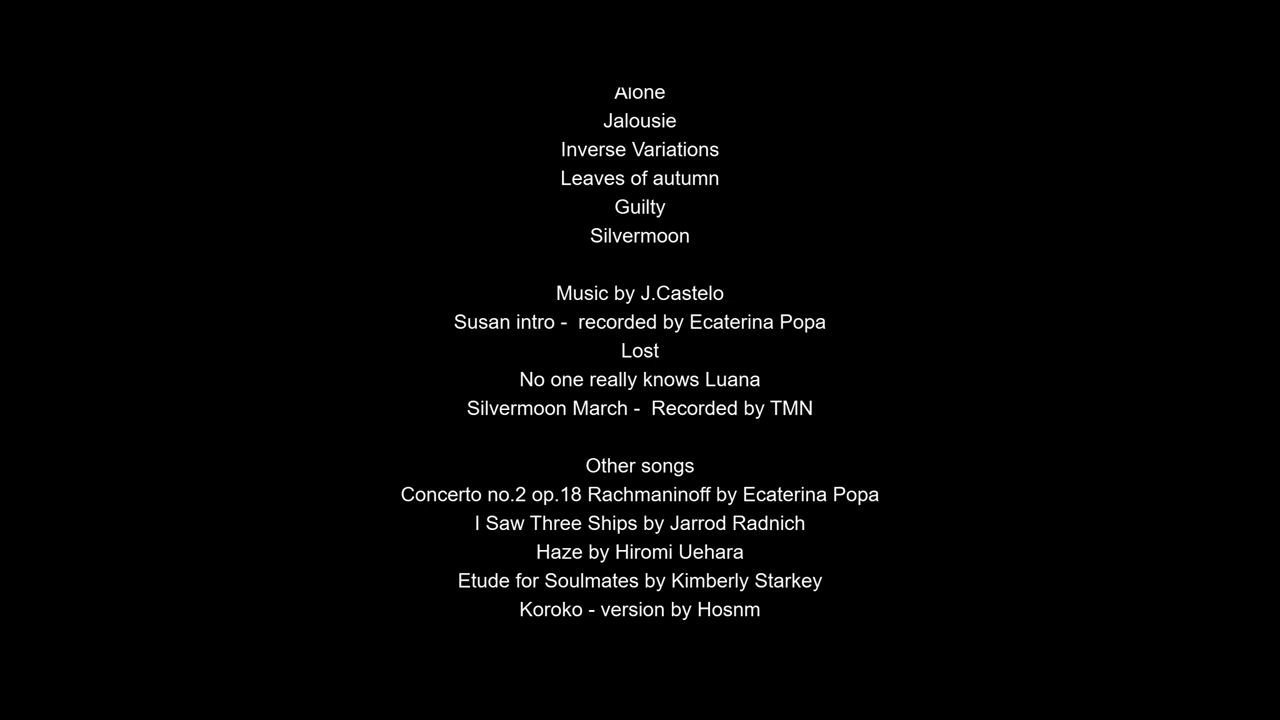 Alone
Jalousie
Inverse Variations
Leaves of autumn
Guilty
Silvermoon
Music by J.Castelo
Susan intro -  recorded by Ecaterina Popa
Lost
No one really knows Luana
Silvermoon March -  Recorded by TMN
Other songs
Concerto no.2 op.18 Rachmaninoff by Ecaterina Popa
I Saw Three Ships by Jarrod Radnich
Haze by Hiromi Uehara
Etude for Soulmates by Kimberly Starkey
Koroko - version by Hosnm